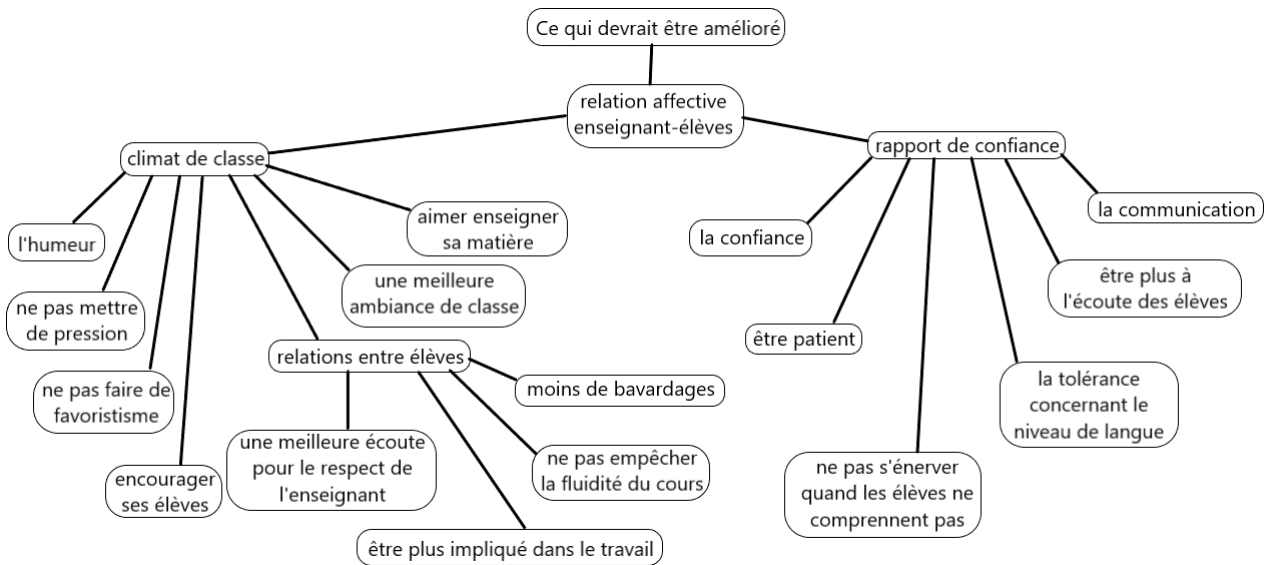 Ce qui devrait être amélioré
relation affective
enseignant-élèves
climat de classe
rapport de confiance
l'humeur
ne pas mettre
de pression
ne pas faire de
favoristisme
encourager
ses élèves
aimer enseigner
sa matière
une meilleure
ambiance de classe
relations entre élèves
moins de bavardages
une meilleure écoute
pour le respect de
l'enseignant
ne pas empêcher
la fluidité du cours
être plus impliqué dans le travail
la confiance
être patient
ne pas s'énerver
quand les élèves ne
comprennent pas
la tolérance
concernant le
niveau de langue
être plus à
l'écoute des élèves
la communication